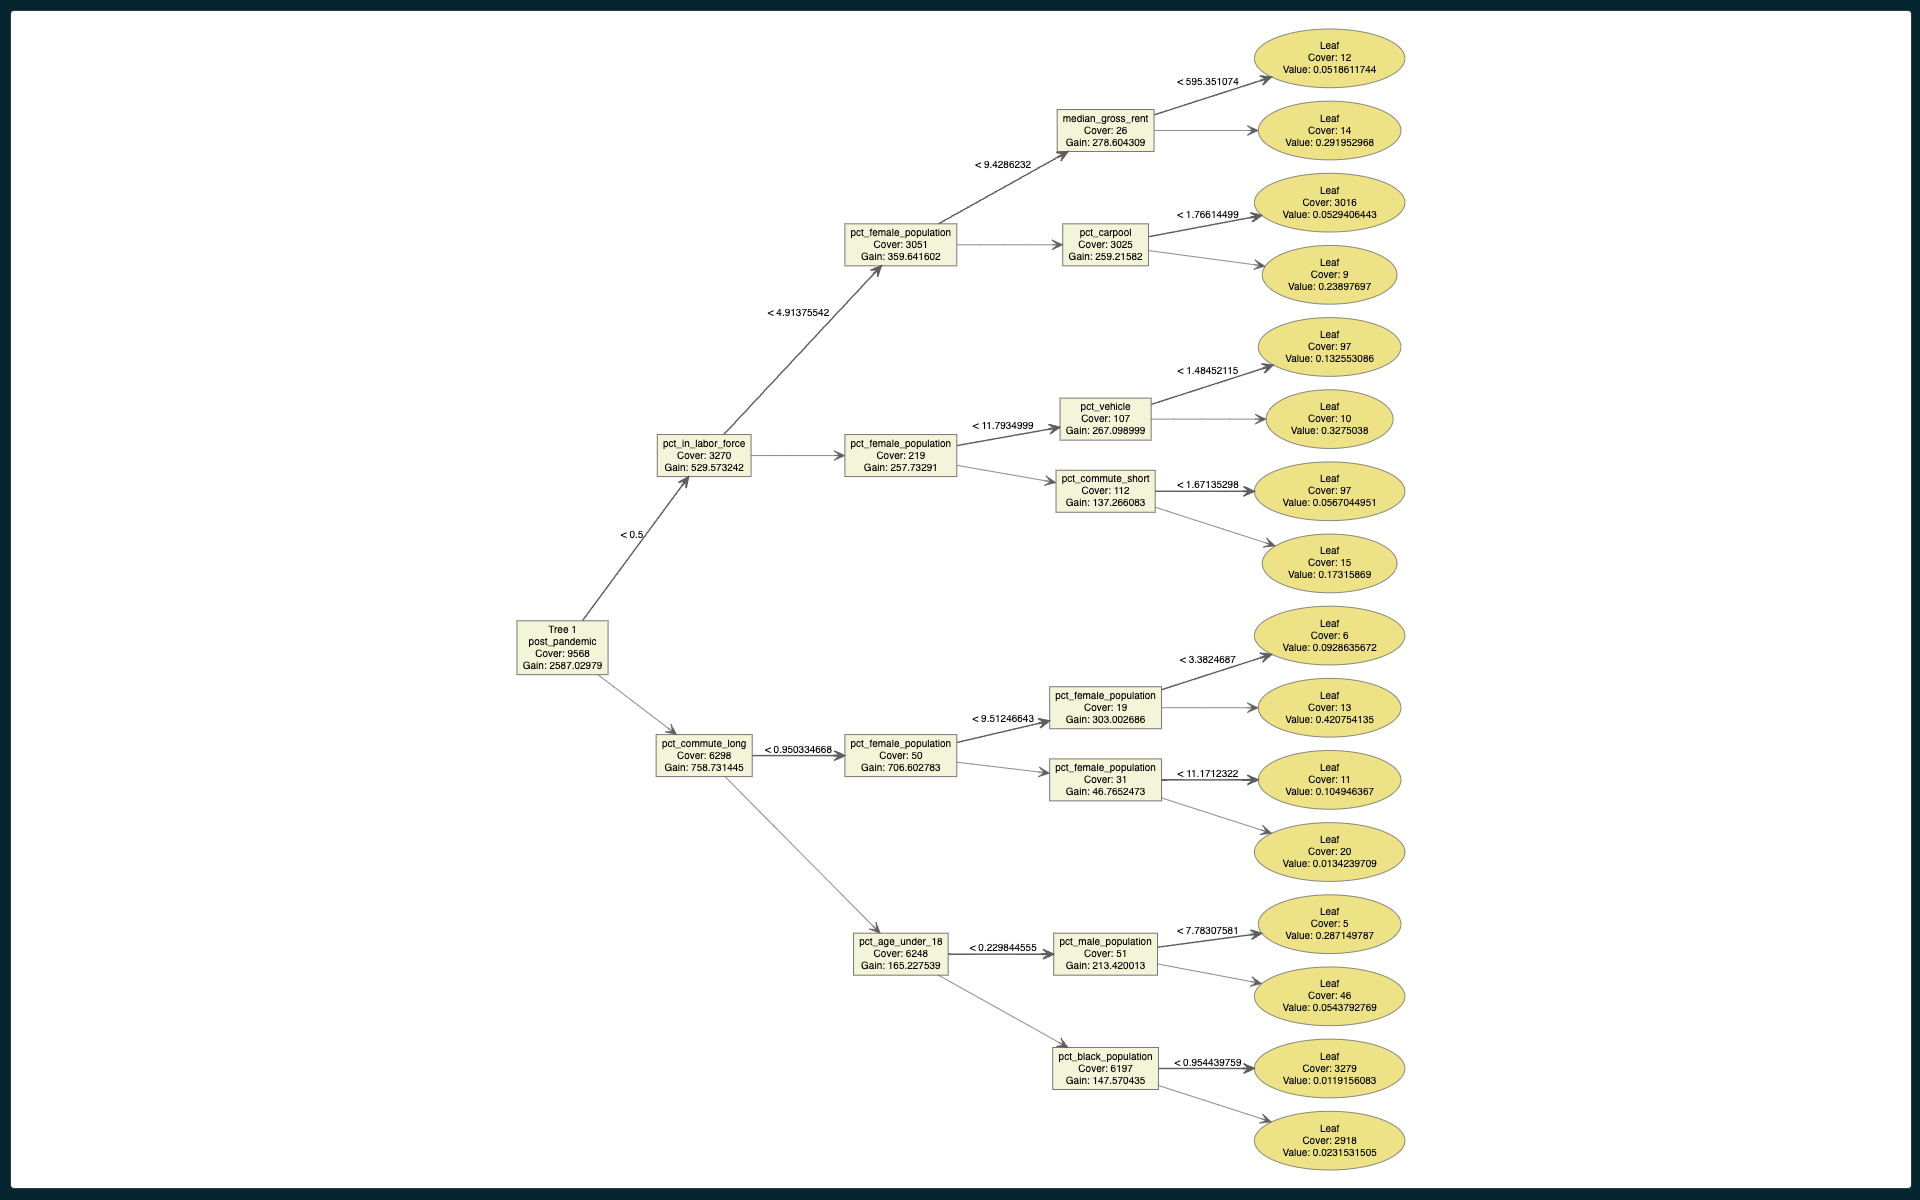 Leaf
Cover: 12
Value: 0.0518611744
< 595.351074
median_gross_rent
Cover: 26
Gain: 278.604309
Leaf
Cover: 14
Value: 0.291952968
< 9.4286232
Leaf
Cover: 3016
Value: 0.0529406443
< 1.76614499
pct_female_population
Cover: 3051
Gain: 359.641602
pct_carpool
Cover: 3025
Gain: 259.21582
Leaf
Cover: 9
Value: 0.23897697
< 4.91375542
Leaf
Cover: 97
Value: 0.132553086
< 1.48452115
pct_vehicle
Cover: 107
Gain: 267.098999
Leaf
Cover: 10
Value: 0.3275038
< 11.7934999
pct_in_labor_force
Cover: 3270
Gain: 529.573242
pct_female_population
Cover: 219
Gain: 257.73291
pct_commute_short
Cover: 112
Gain: 137.266083
< 1.67135298
Leaf
Cover: 97
Value: 0.0567044951
< 0.5
Leaf
Cover: 15
Value: 0.17315869
Tree 1
post_pandemic
Cover: 9568
Gain: 2587.02979
Leaf
Cover: 6
Value: 0.0928635672
< 3.3824687
pct_female_population
Cover: 19
Gain: 303.002686
Leaf
Cover: 13
Value: 0.420754135
< 9.51246643
pct_commute_long
Cover: 6298
Gain: 758.731445
< 0.950334668
pct_female_population
Cover: 50
Gain: 706.602783
pct_female_population
Cover: 31
Gain: 46.7652473
< 11.1712322
Leaf
Cover: 11
Value: 0.104946367
Leaf
Cover: 20
Value: 0.0134239709
pct_age_under_18
Cover: 6248
Gain: 165.227539
< 0.229844555
pct_male_population
Cover: 51
Gain: 213.420013
< 7.78307581
Leaf
Cover: 5
Value: 0.287149787
Leaf
Cover: 46
Value: 0.0543792769
pct_black_population
Cover: 6197
Gain: 147.570435
< 0.954439759
Leaf
Cover: 3279
Value: 0.0119156083
Leaf
Cover: 2918
Value: 0.0231531505